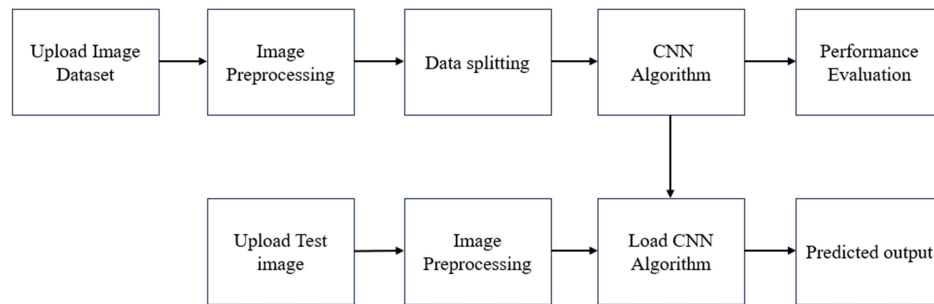 Upload Image
Dataset
Image
Preprocessing
Data splitting
CNN
Algorithm
Performance
Evaluation
Upload Test
image
Image
Preprocessing
Load CNN
Algorithm
Predicted output